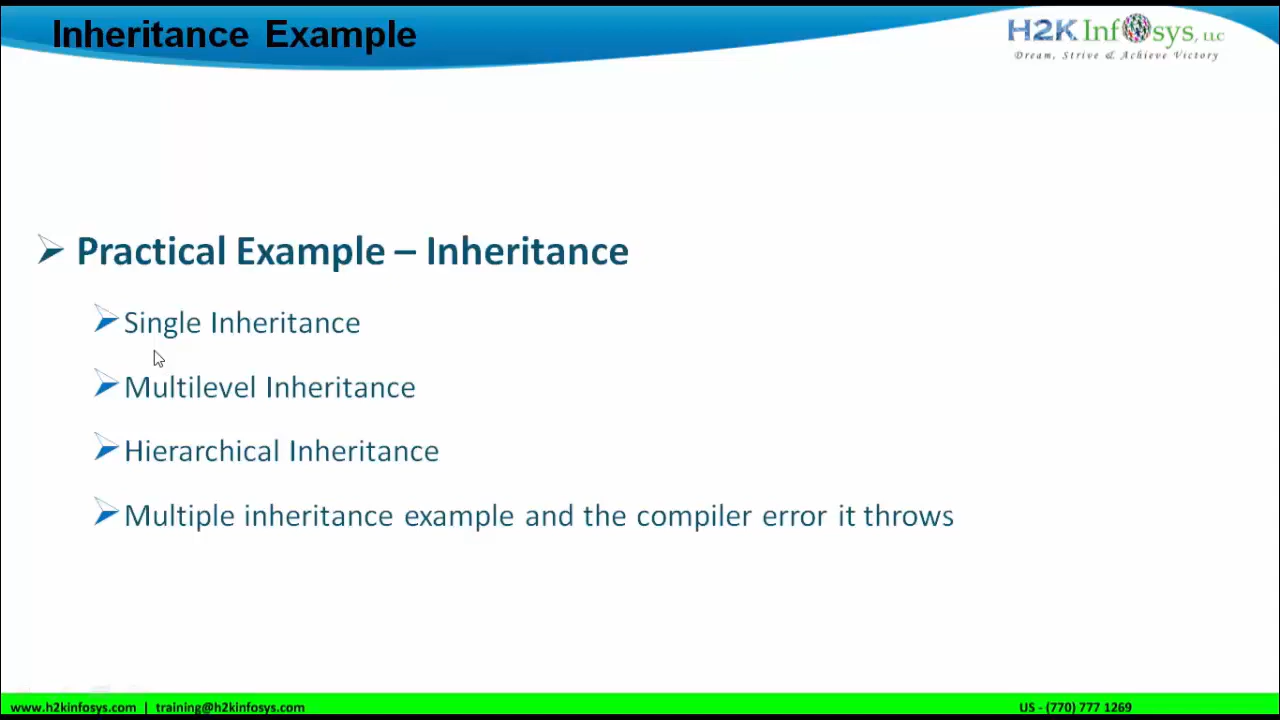 Inheritance Example
H2K Infosys, LLC
Dream, Strive & Achieve Victory
Practical Example – Inheritance
Single Inheritance
Multilevel Inheritance
Hierarchical Inheritance
Multiple inheritance example and the compiler error it throws
www.h2kinfosys.com | training@h2kinfosys.com
US - (770) 777 1269